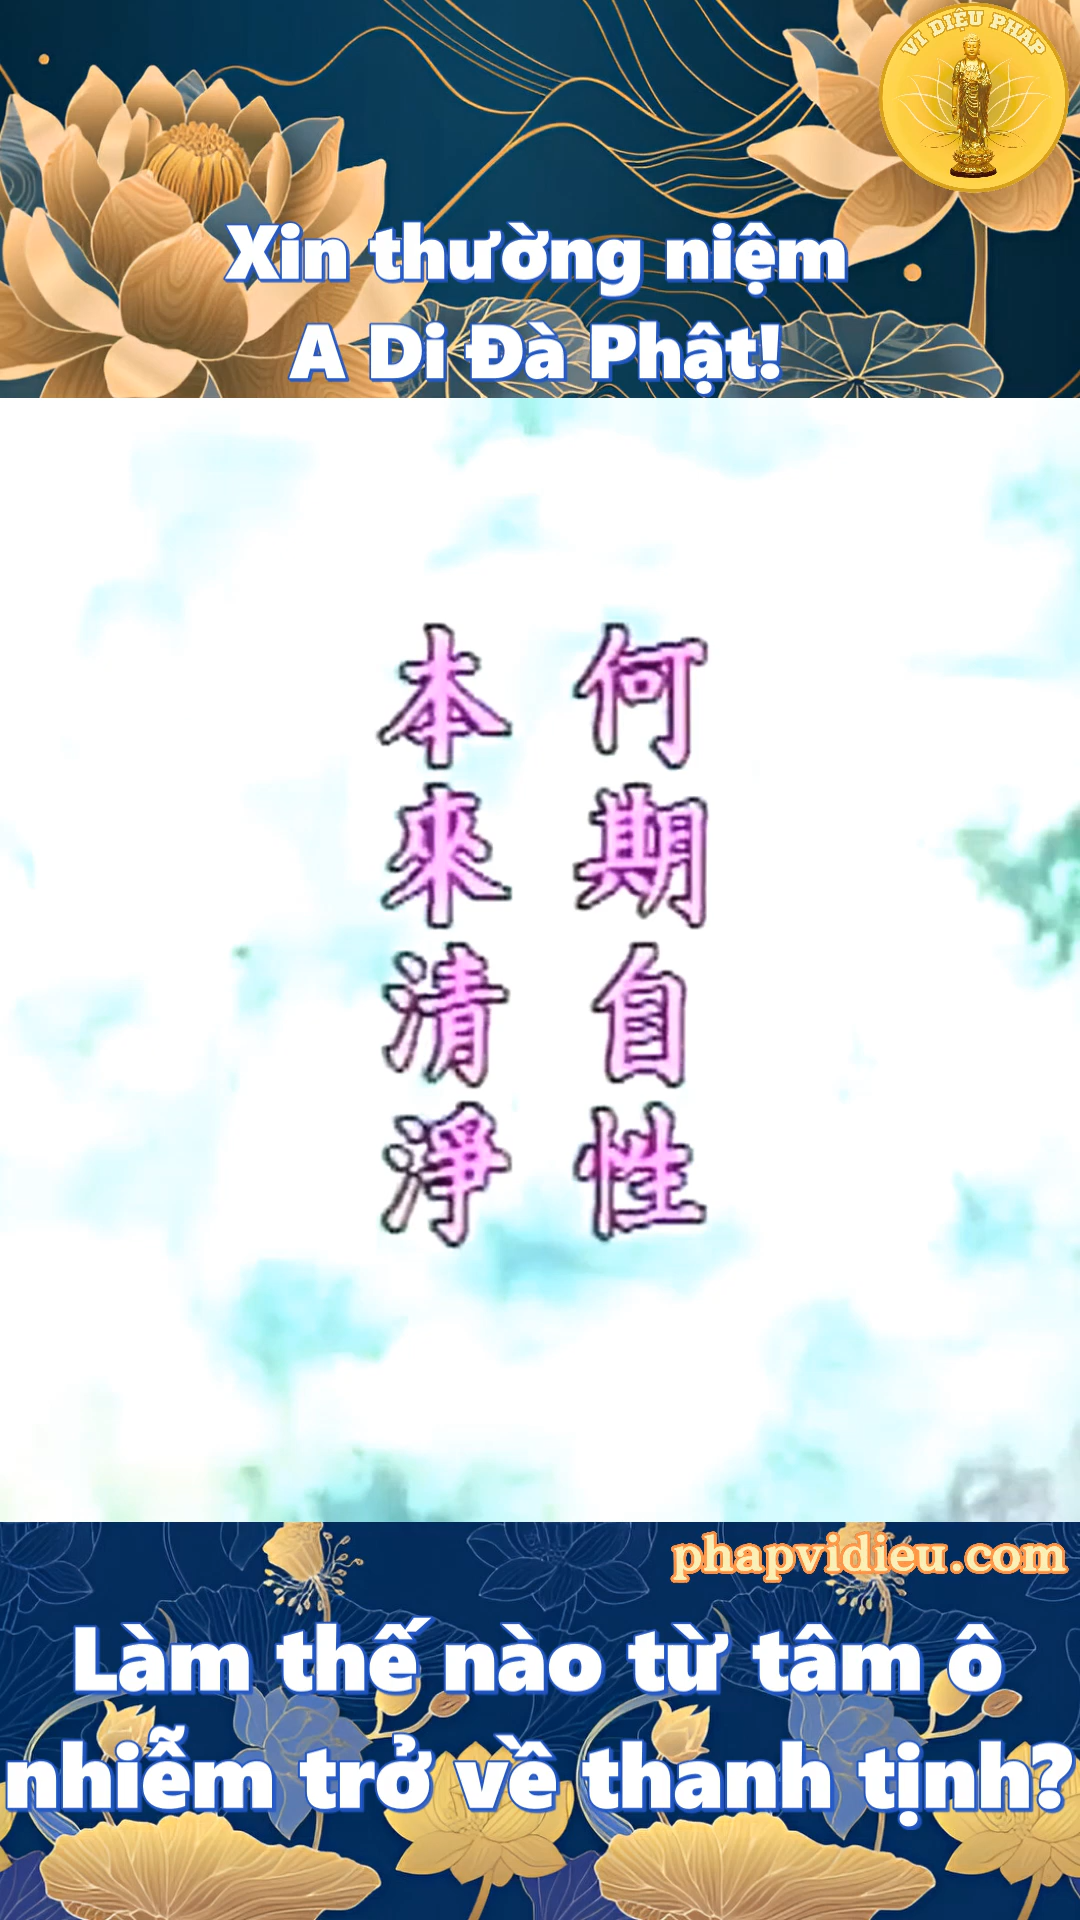 VI DIỆU PHÁP
Xin thường niệm
A Di Đà Phật!
何期自性
本來清淨
phapvidieu.com
Làm thế nào từ tâm ô
nhiễm trở về thanh tịnh?